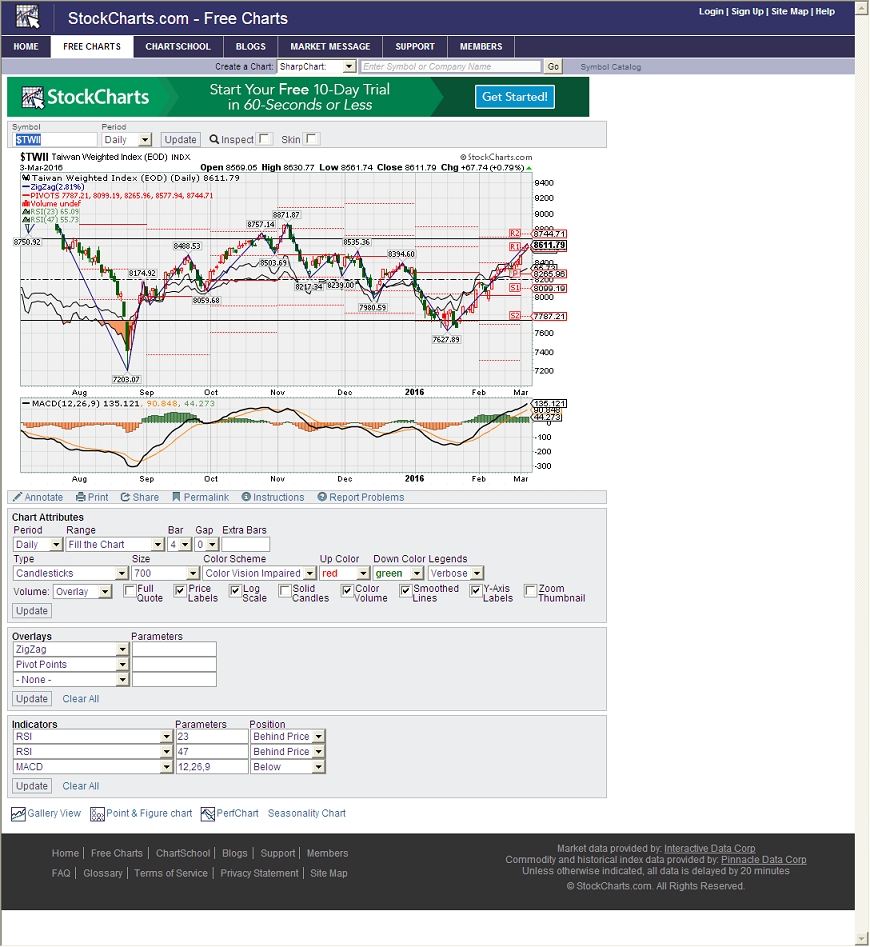 StockCharts.com - Free Charts
Login | Sign Up | Site Map | Help
HOME FREE CHARTS CHARTSCHOOL BLOGS MARKET MESSAGE SUPPORT MEMBERS
Create a Chart: SharpChart: Enter Symbol or Company Name Go Symbol Catalog
StockCharts Start Your Free 10-Day Trial
in 60-Seconds or Less
Get Started!
Symbol Period
$TWII Daily Update Inspect Skin
$TWII Taiwan Weighted Index (EOD) INDX © StockCharts.com
3-Mar-2016 Open 8569.05 High 8630.77 Low 8561.74 Close 8611.79 Chg +67.74 (+0.79%)
Taiwan Weighted Index (EOD) (Daily) 8611.79
ZigZag(2.81%)
PIVOTS 7787.21, 8099.19, 8265.96, 8577.94, 8744.71
Volume undef
RSI(23) 65.09
RSI(47) 55.73
8750.92
8174.92
8488.53
8059.68
8757.14
8871.87
8503.69
8217.34
8239.00
8535.36
7980.59
8394.60
7627.89
7203.07
9400
9200
9000
R2 8744.71
R1 8611.79
8400
P 8265.96
8200
S1 8099.19
8000
S2 7787.21
7600
7400
7200
Aug Sep Oct Nov Dec 2016 Feb Mar
MACD(12,26,9) 135.121, 90.848, 44.273
135.121
90.848
44.273
0
-100
-200
-300
Aug Sep Oct Nov Dec 2016 Feb Mar
Annotate Print Share Permalink Instructions Report Problems
Chart Attributes
Period Range Bar Gap Extra Bars
Daily Fill the Chart 4 0
Type Size Color Scheme Up Color Down Color Legends
Candlesticks 700 Color Vision Impaired red green Verbose
Volume: Overlay Full Quote Price Labels Log Scale Solid Candles Color Volume Smoothed Lines Y-Axis Labels Zoom Thumbnail
Update
Overlays Parameters
ZigZag
Pivot Points
- None -
Update Clear All
Indicators Parameters Position
RSI 23 Behind Price
RSI 47 Behind Price
MACD 12,26,9 Below
Update Clear All
Gallery View Point & Figure chart PerfChart Seasonality Chart
Home | Free Charts | ChartSchool | Blogs | Support | Members
FAQ | Glossary | Terms of Service | Privacy Statement | Site Map
Market data provided by: Interactive Data Corp
Commodity and historical index data provided by: Pinnacle Data Corp
Unless otherwise indicated, all data is delayed by 20 minutes
© StockCharts.com. All Rights Reserved.